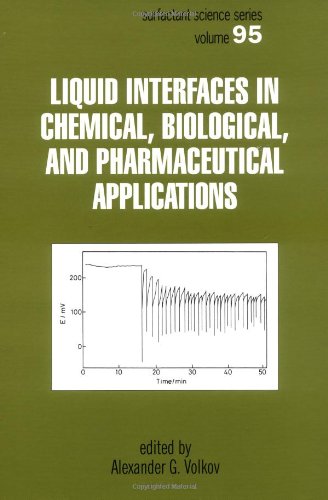 surfactant science series
volume 95
LIQUID INTERFACES IN
CHEMICAL, BIOLOGICAL,
AND PHARMACEUTICAL
APPLICATIONS
E / mV
200
100
0
0 10 20 30 40 50
Time/min.
edited by
Alexander G. Volkov